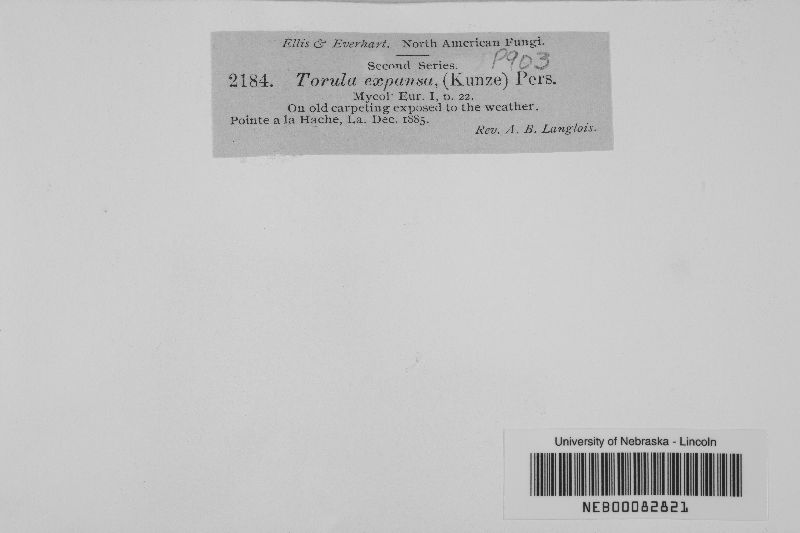 Ellis & Everhart. North American Fungi.
P903
Second Series.
2184. Torula expansa, (Kunze) Pers.
Mycol Eur. I, p. 22.
On old carpeting exposed to the weather.
Pointe a la Hache, La. Dec. 1885.
Rev. A. B. Langlois.
University of Nebraska - Lincoln
NEB00082821